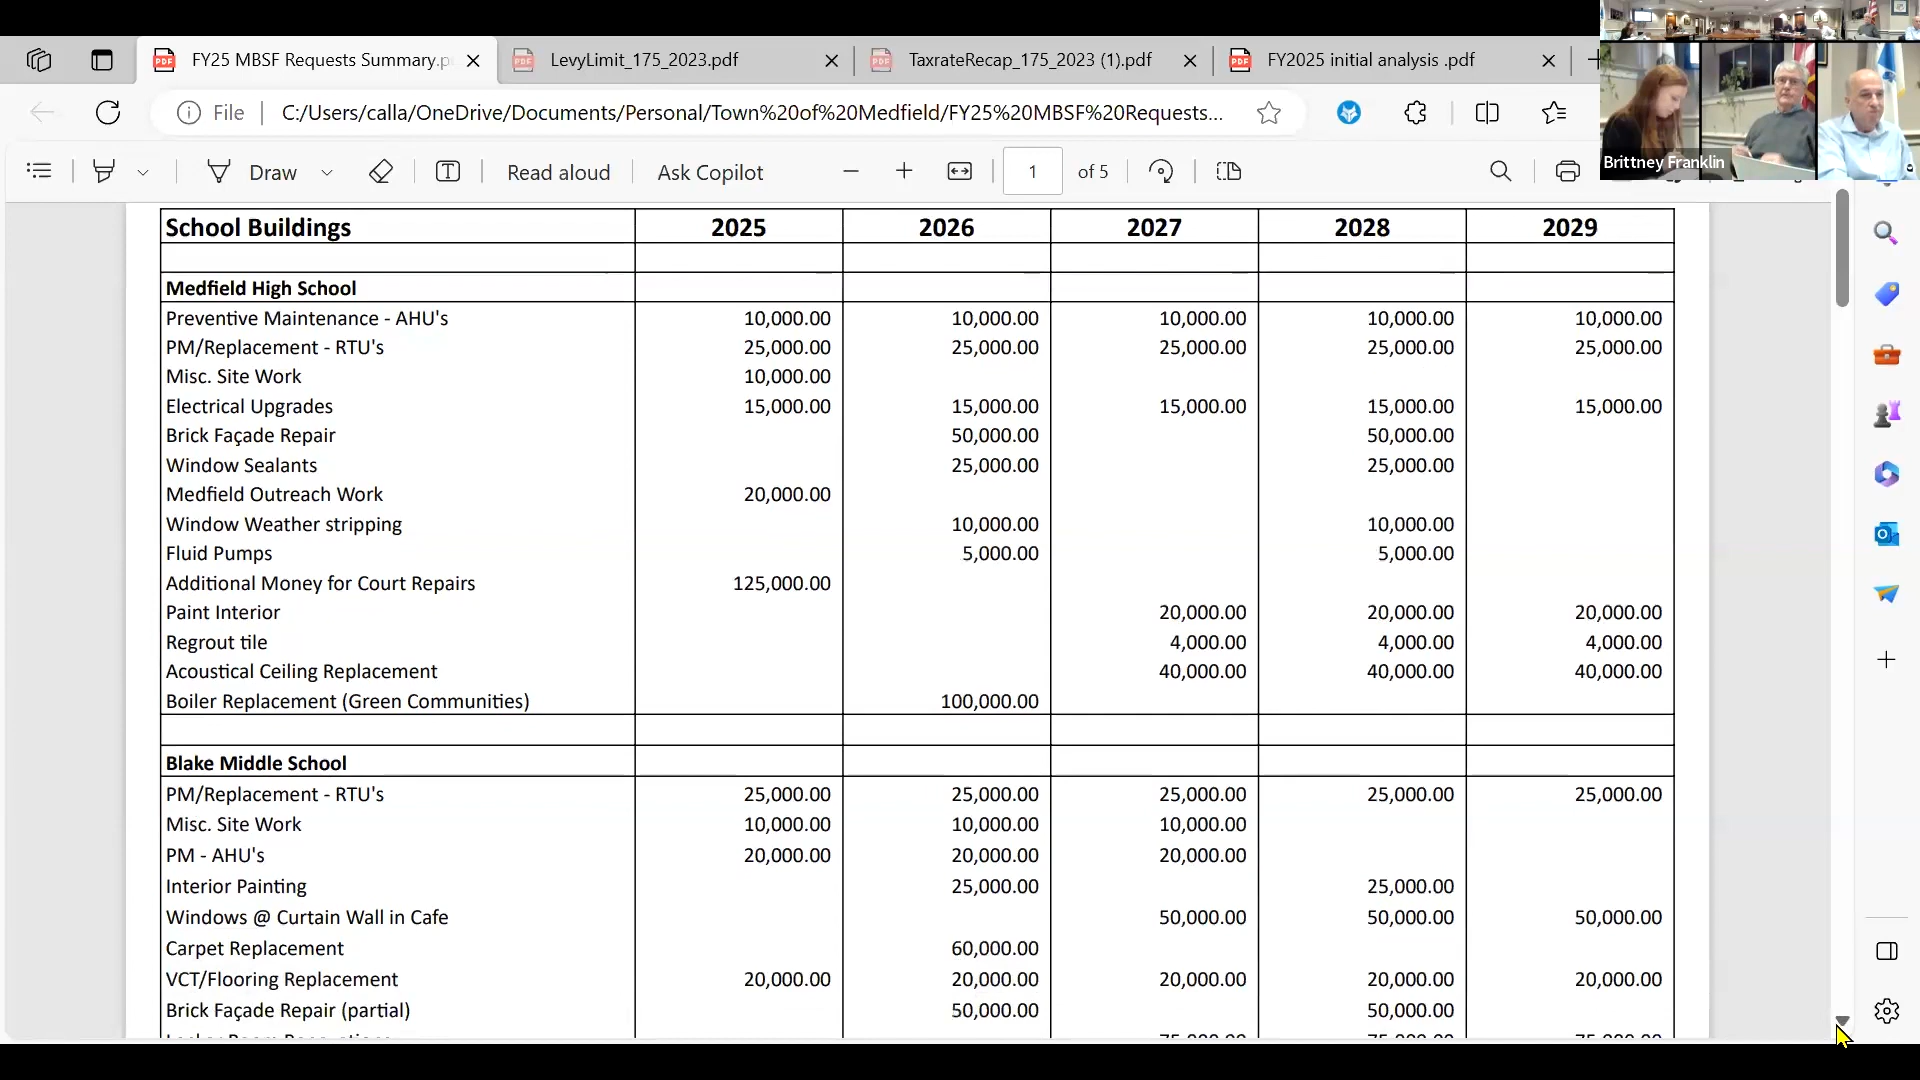 FY25 MBSF Requests Summary.p
LevyLimit_175_2023.pdf
TaxrateRecap_175_2023 (1).pdf
FY2025 initial analysis .pdf
File
C:/Users/calla/OneDrive/Documents/Personal/Town%20of%20Medfield/FY25%20MBSF%20Requests...
Brittney Franklin
Draw
Read aloud
Ask Copilot
1 of 5
School Buildings 2025 2026 2027 2028 2029
Medfield High School
Preventive Maintenance - AHU's 10,000.00 10,000.00 10,000.00 10,000.00 10,000.00
PM/Replacement - RTU's 25,000.00 25,000.00 25,000.00 25,000.00 25,000.00
Misc. Site Work 10,000.00
Electrical Upgrades 15,000.00 15,000.00 15,000.00 15,000.00 15,000.00
Brick Façade Repair 50,000.00 50,000.00
Window Sealants 25,000.00 25,000.00
Medfield Outreach Work 20,000.00
Window Weather stripping 10,000.00 10,000.00
Fluid Pumps 5,000.00 5,000.00
Additional Money for Court Repairs 125,000.00
Paint Interior 20,000.00 20,000.00 20,000.00
Regrout tile 4,000.00 4,000.00 4,000.00
Acoustical Ceiling Replacement 40,000.00 40,000.00 40,000.00
Boiler Replacement (Green Communities) 100,000.00
Blake Middle School
PM/Replacement - RTU's 25,000.00 25,000.00 25,000.00 25,000.00 25,000.00
Misc. Site Work 10,000.00 10,000.00 10,000.00
PM - AHU's 20,000.00 20,000.00 20,000.00
Interior Painting 25,000.00 25,000.00
Windows @ Curtain Wall in Cafe 50,000.00 50,000.00 50,000.00
Carpet Replacement 60,000.00
VCT/Flooring Replacement 20,000.00 20,000.00 20,000.00 20,000.00 20,000.00
Brick Façade Repair (partial) 50,000.00 50,000.00